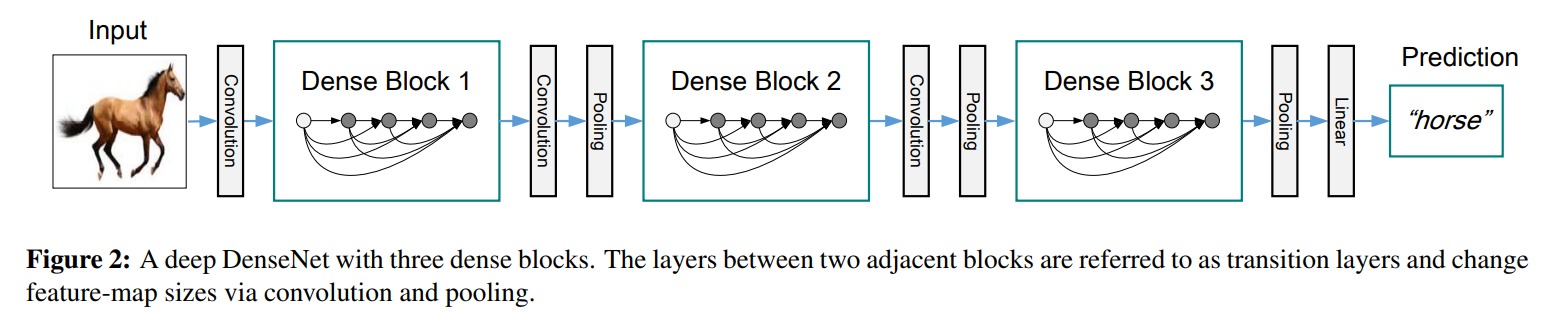 Input
Prediction
Convolution
Dense Block 1
Convolution
Pooling
Dense Block 2
Convolution
Pooling
Dense Block 3
Pooling
Linear
“horse”
Figure 2: A deep DenseNet with three dense blocks. The layers between two adjacent blocks are referred to as transition layers and change
feature-map sizes via convolution and pooling.